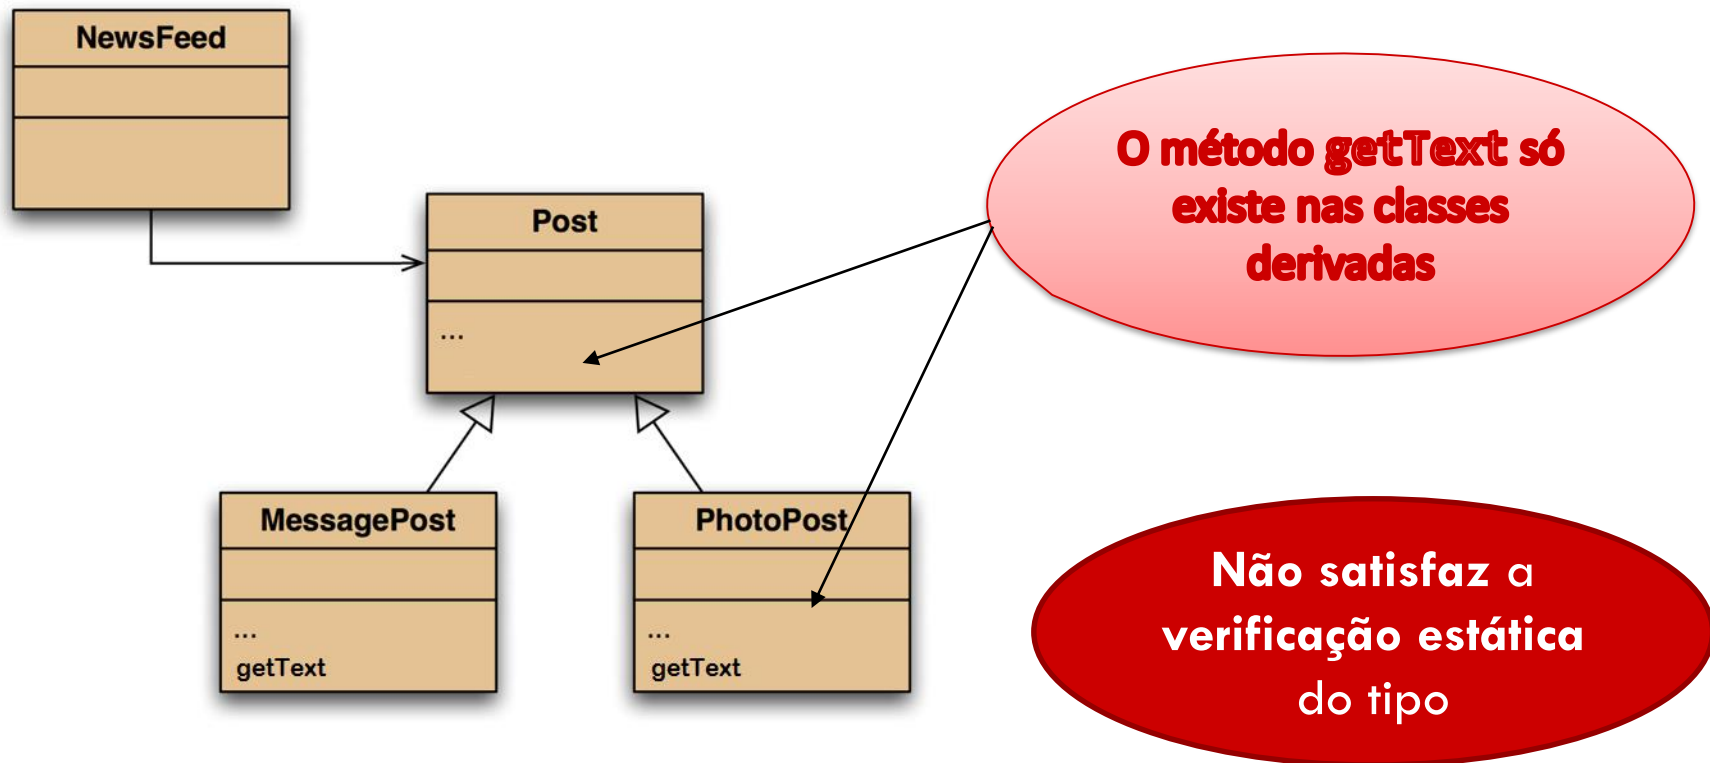 NewsFeed
Post
...
MessagePost
...
getText
PhotoPost
...
getText
O método getText só
existe nas classes
derivadas
Não satisfaz a
verificação estática
do tipo